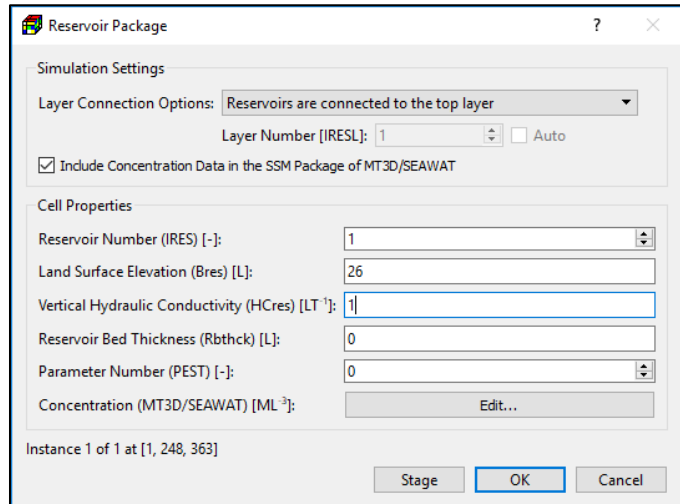 Reservoir Package
?
Simulation Settings
Layer Connection Options: Reservoirs are connected to the top layer
Layer Number [IRESL]: 1 Auto
Include Concentration Data in the SSM Package of MT3D/SEAWAT
Cell Properties
Reservoir Number (IRES) [-]: 1
Land Surface Elevation (Bres) [L]: 26
Vertical Hydraulic Conductivity (HCres) [LT⁻¹]: 1
Reservoir Bed Thickness (Rbthck) [L]: 0
Parameter Number (PEST) [-]: 0
Concentration (MT3D/SEAWAT) [ML⁻³]: Edit...
Instance 1 of 1 at [1, 248, 363]
Stage OK Cancel